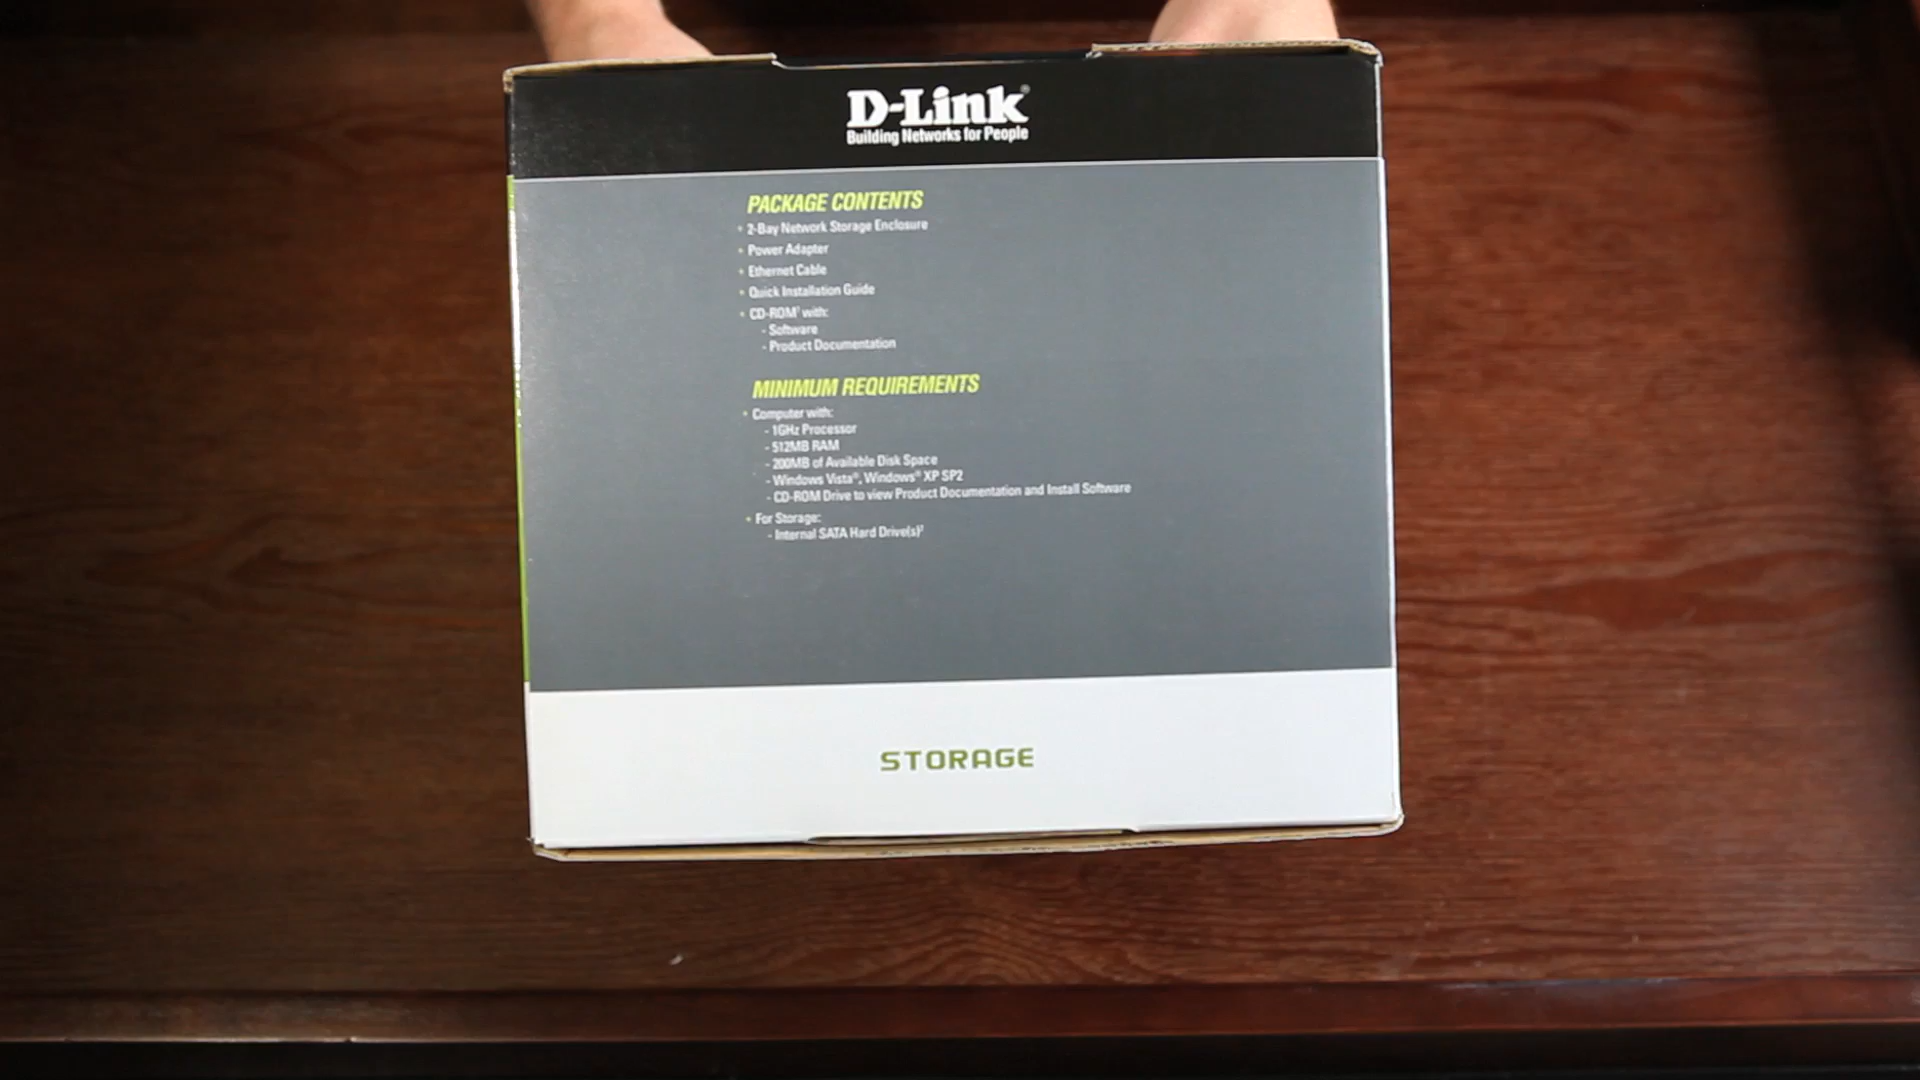 D-Link®
Building Networks for People
PACKAGE CONTENTS
• 2-Bay Network Storage Enclosure
• Power Adapter
• Ethernet Cable
• Quick Installation Guide
• CD-ROM¹ with:
- Software
- Product Documentation
MINIMUM REQUIREMENTS
• Computer with:
- 1GHz Processor
- 512MB RAM
- 200MB of Available Disk Space
- Windows Vista®, Windows® XP SP2
- CD-ROM Drive to view Product Documentation and Install Software
• For Storage:
- Internal SATA Hard Drive(s)²
STORAGE